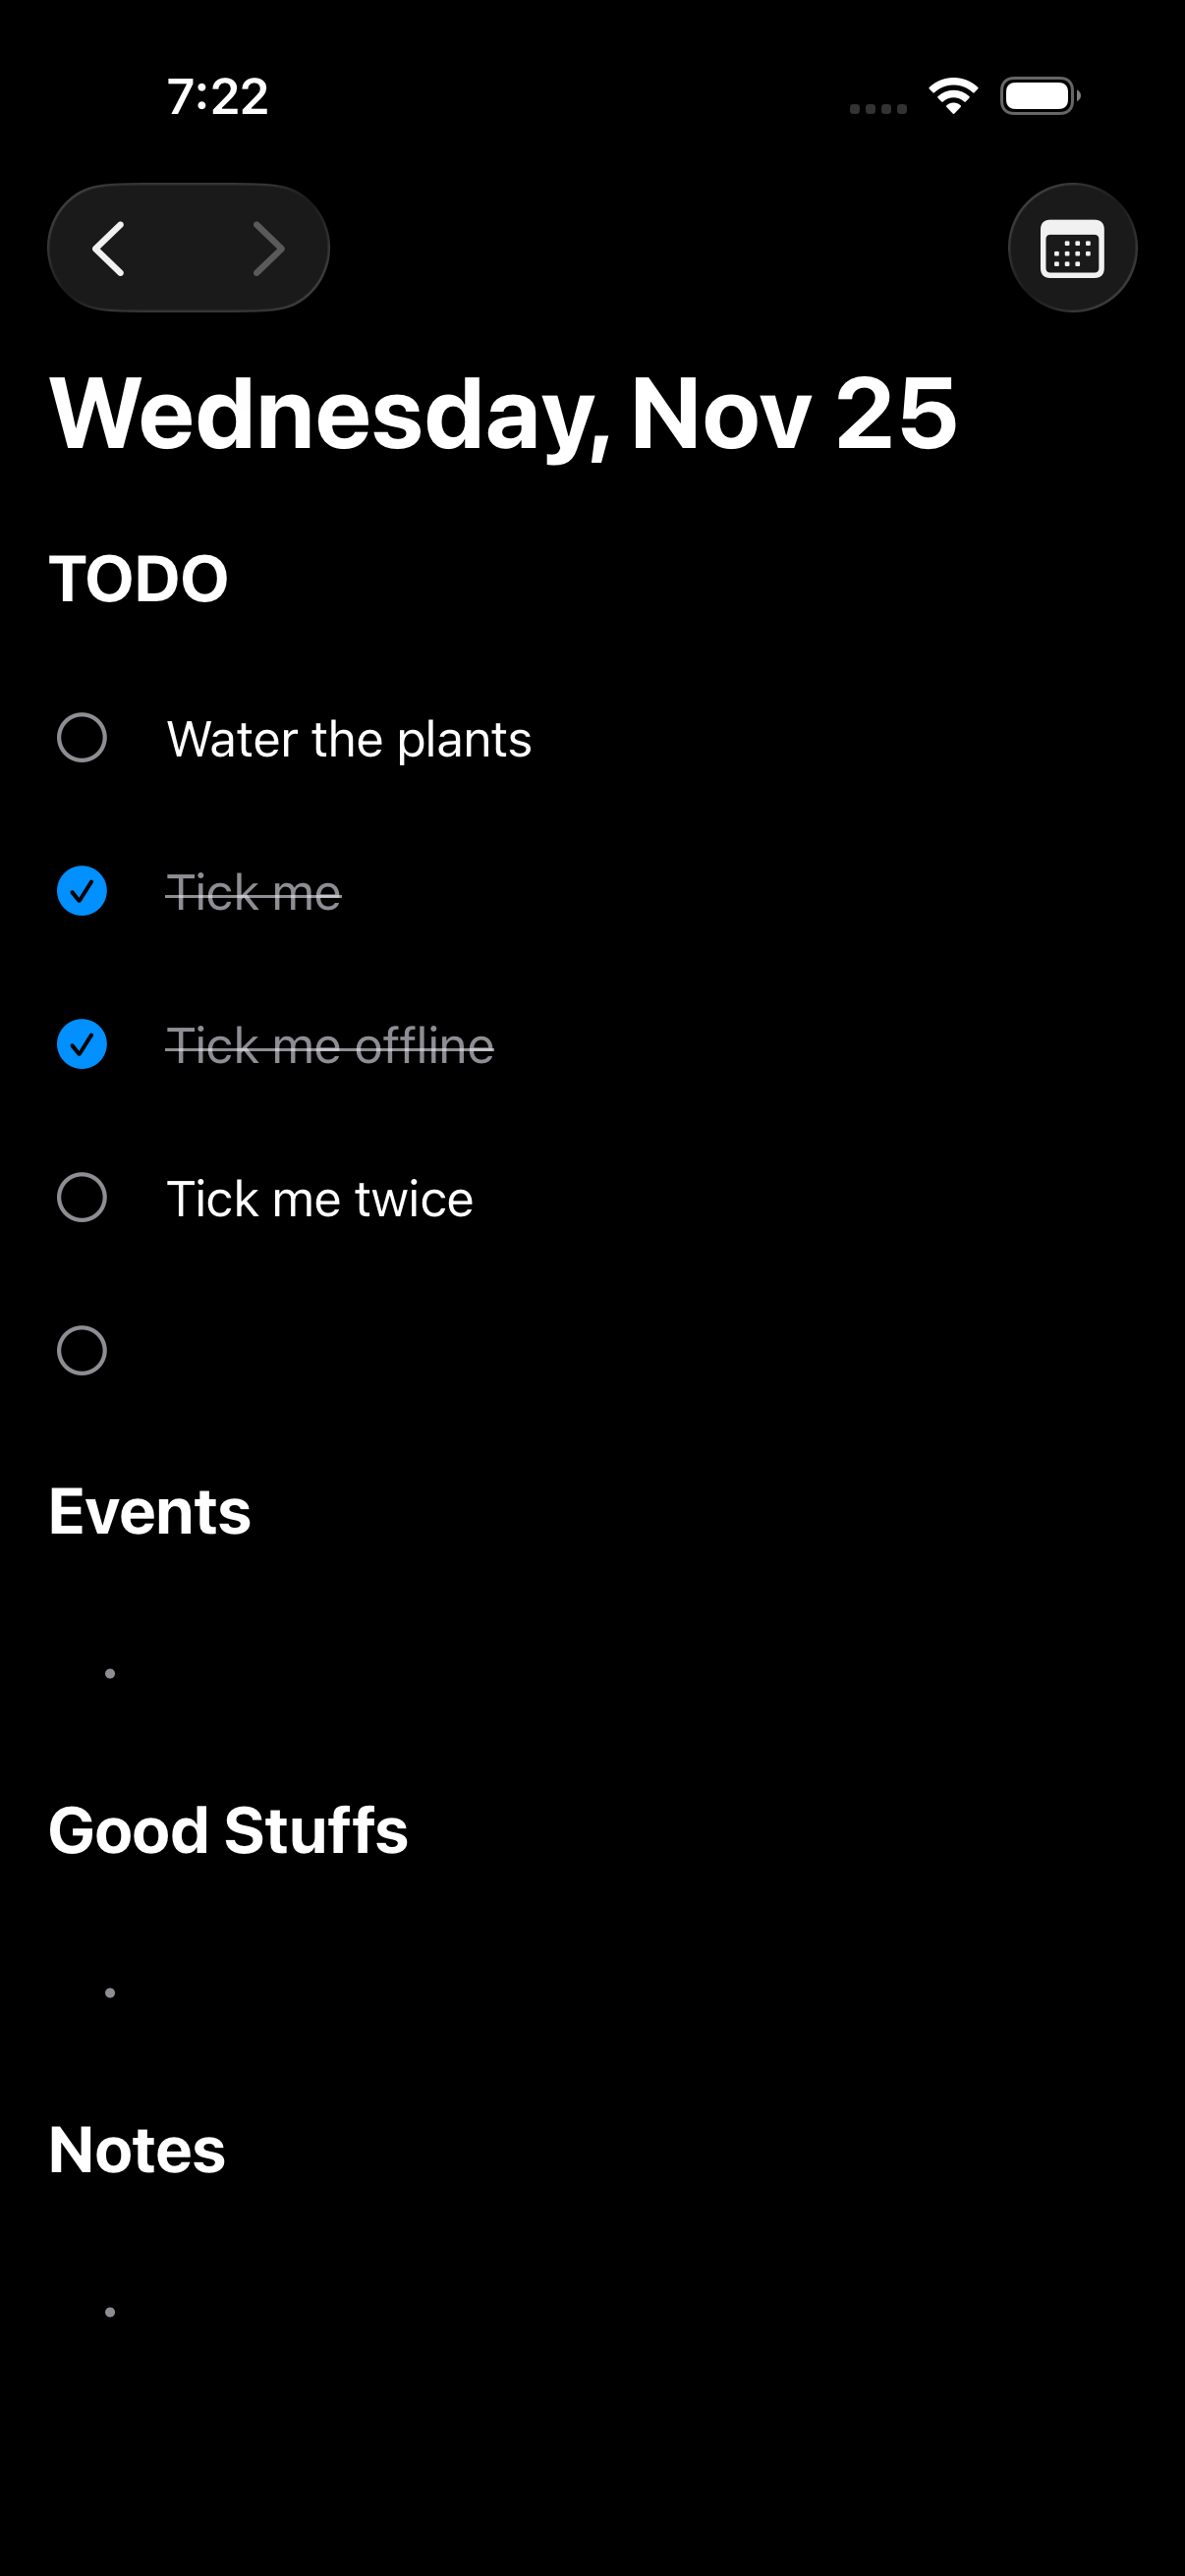 7:22
Wednesday, Nov 25
TODO
Water the plants
Tick me
Tick me offline
Tick me twice
Events
Good Stuffs
Notes